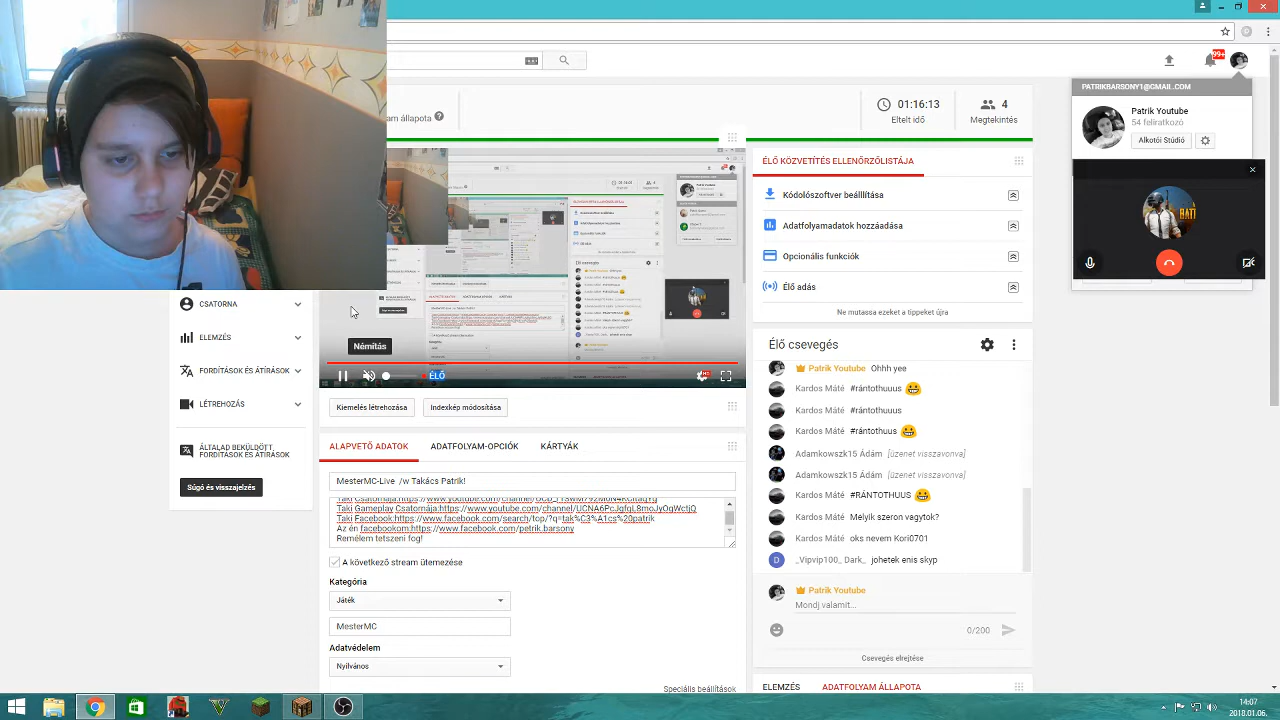 PATRIKBARSONY1@GMAIL.COM
99+
am állapota
01:16:13
Eltelt idő
4
Megtekintés
Patrik Youtube
54 feliratkozó
Alkotói Stúdió
ÉLŐ KÖZVETÍTÉS ELLENŐRZŐLISTÁJA
Kódolószoftver beállítása
Adatfolyamadatok hozzáadása
Opcionális funkciók
Élő adás
Ne mutasd ezeket a tippeket újra
CSATORNA
ELEMZÉS
FORDÍTÁSOK ÉS ÁTÍRÁSOK
LÉTREHOZÁS
ÁLTALAD BEKÜLDÖTT
FORDÍTÁSOK ÉS ÁTÍRÁSOK
Súgó és visszajelzés
Némítás
ÉLŐ
HD
Kiemelés létrehozása
Indexkép módosítása
ALAPVETŐ ADATOK
ADATFOLYAM-OPCIÓK
KÁRTYÁK
MesterMC-Live /w Takács Patrik!
Taki Gameplay Csatornája:https://www.youtube.com/channel/UCNA6PcJgfgL8moJyOgWctjQ
Taki Facebook:https://www.facebook.com/search/top/?q=tak%C3%A1cs%20patrik
Az én facebookom:https://www.facebook.com/petrik.barsony
Remélem tetszeni fog!
A következő stream ütemezése
Kategória
Játék
MesterMC
Adatvédelem
Nyilvános
Speciális beállítások
Élő csevegés
Patrik Youtube Ohhh yee
Kardos Máté #rántothuuus
Kardos Máté #rántothuuus
Kardos Máté #rántothuus
Adamkowszk15 Ádám [üzenet visszavonva]
Adamkowszk15 Ádám [üzenet visszavonva]
Kardos Máté #RÁNTOTHUUS
Kardos Máté Melyik szeron vagytok?
Kardos Máté oks nevem Kori0701
D
_Vipvip100_ Dark_ johetek enis skyp
Patrik Youtube
Mondj valamit...
0/200
Csevegés elrejtése
ELEMZÉS
ADATFOLYAM ÁLLAPOTA
14:07
2018.01.06.